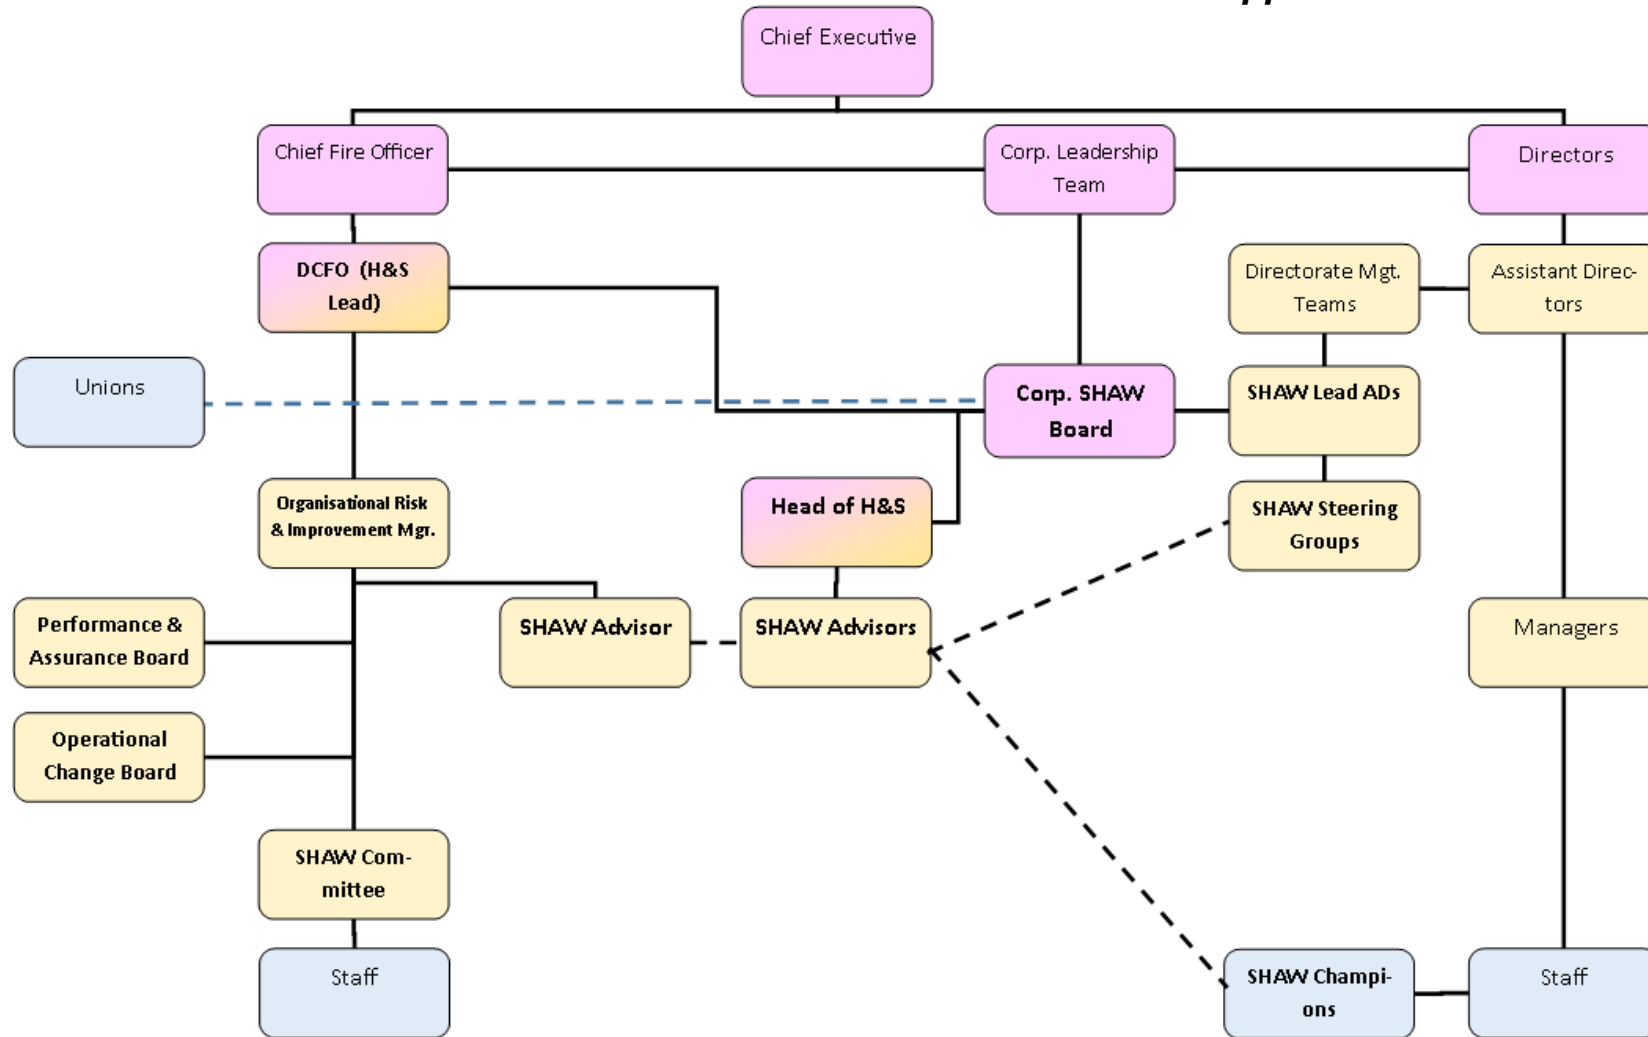 Chief Executive
Chief Fire Officer
Corp. Leadership
Team
Directors
DCFO (H&S
Lead)
Directorate Mgt.
Teams
Assistant Direc-
tors
Unions
Corp. SHAW
Board
SHAW Lead ADs
Organisational Risk
& Improvement Mgr.
Head of H&S
SHAW Steering
Groups
Performance &
Assurance Board
SHAW Advisor
SHAW Advisors
Managers
Operational
Change Board
SHAW Com-
mittee
Staff
SHAW Champi-
ons
Staff